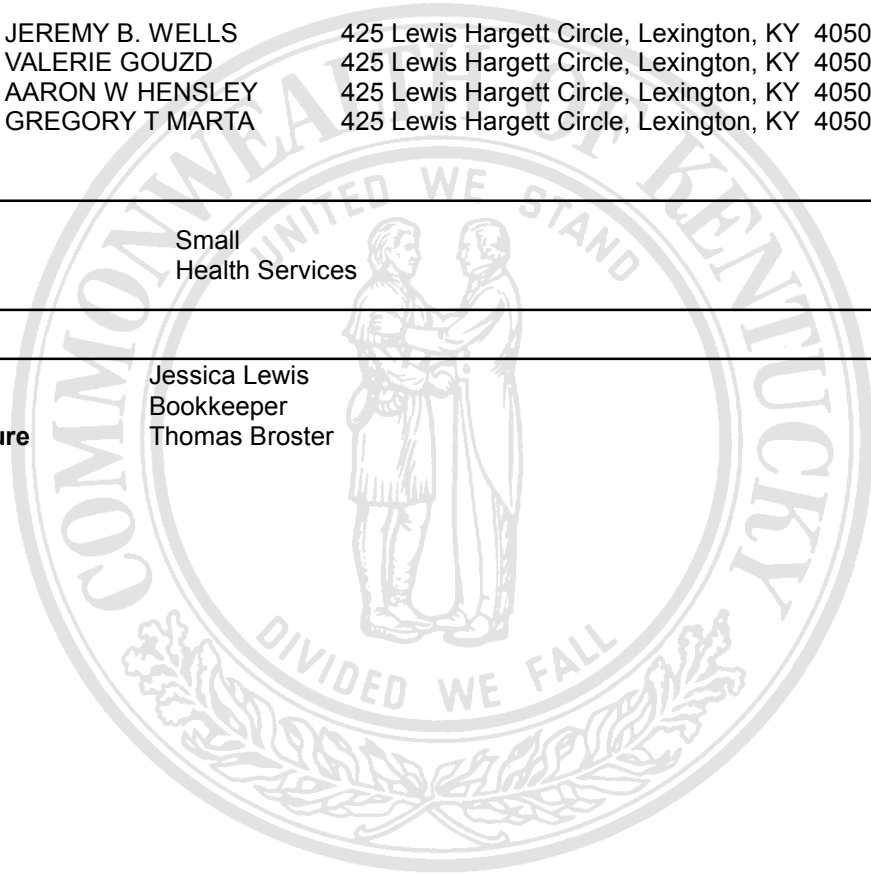 JEREMY B. WELLS 425 Lewis Hargett Circle, Lexington, KY 4050
VALERIE GOUZD 425 Lewis Hargett Circle, Lexington, KY 4050
AARON W HENSLEY 425 Lewis Hargett Circle, Lexington, KY 4050
GREGORY T MARTA 425 Lewis Hargett Circle, Lexington, KY 4050
Small
Health Services
Jessica Lewis
Bookkeeper
ure Thomas Broster
COMMONWEALTH OF KENTUCKY
UNITED WE STAND
DIVIDED WE FALL